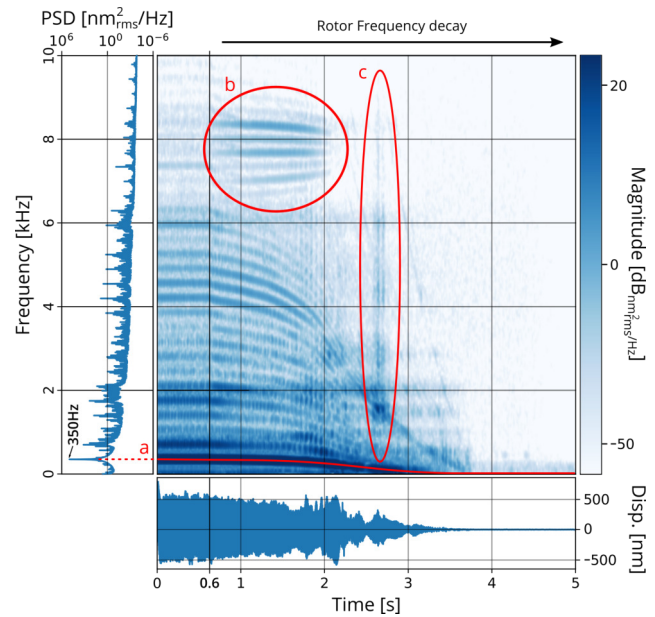 PSD [nm²rms/Hz]
10⁶ 10⁰ 10⁻⁶
Rotor Frequency decay
10
8
6
4
2
0
Frequency [kHz]
~350Hz
a
b
c
20
0
−50
Magnitude [dBnm²rms/Hz]
500
0
−500
Disp. [nm]
0 0.6 1 2 3 4 5
Time [s]